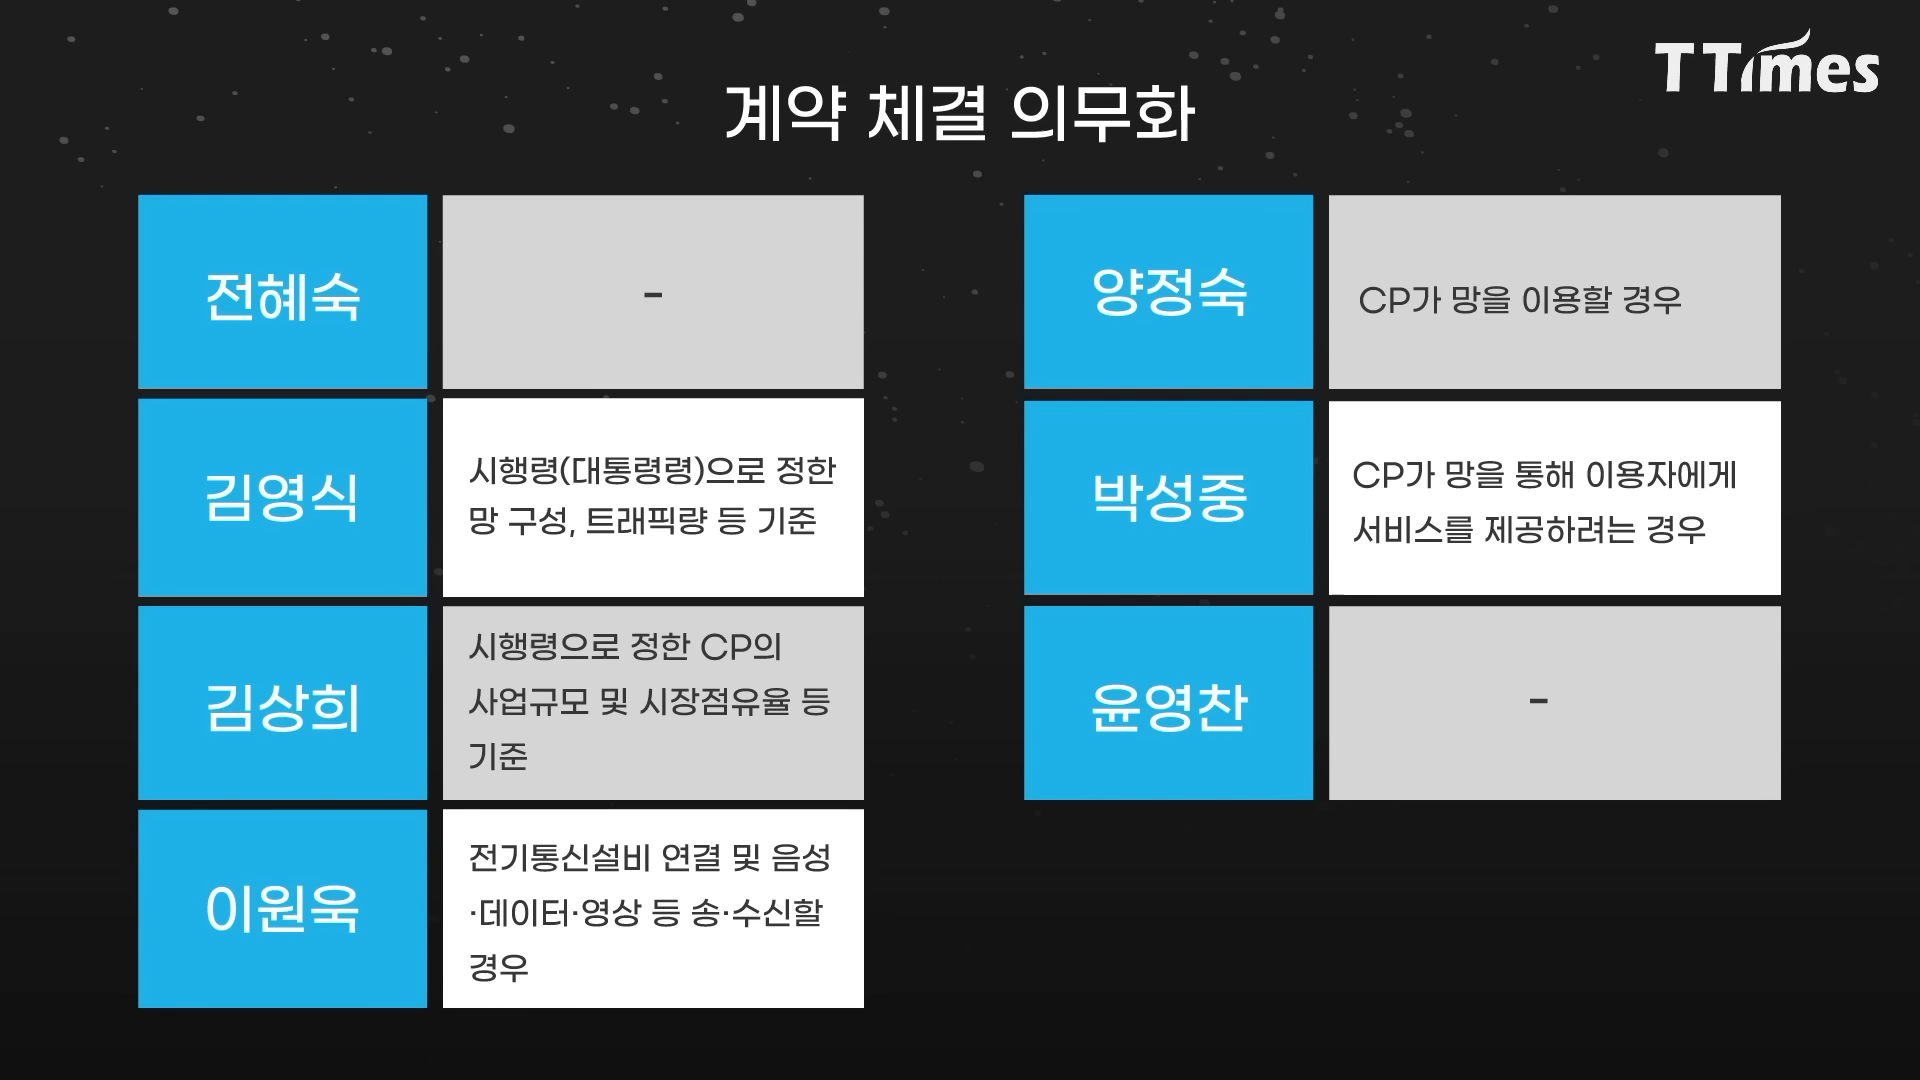 TTimes
계약 체결 의무화
전혜숙
-
김영식
시행령(대통령령)으로 정한
망 구성, 트래픽량 등 기준
김상희
시행령으로 정한 CP의
사업규모 및 시장점유율 등
기준
이원욱
전기통신설비 연결 및 음성
·데이터·영상 등 송·수신할
경우
양정숙
CP가 망을 이용할 경우
박성중
CP가 망을 통해 이용자에게
서비스를 제공하려는 경우
윤영찬
-